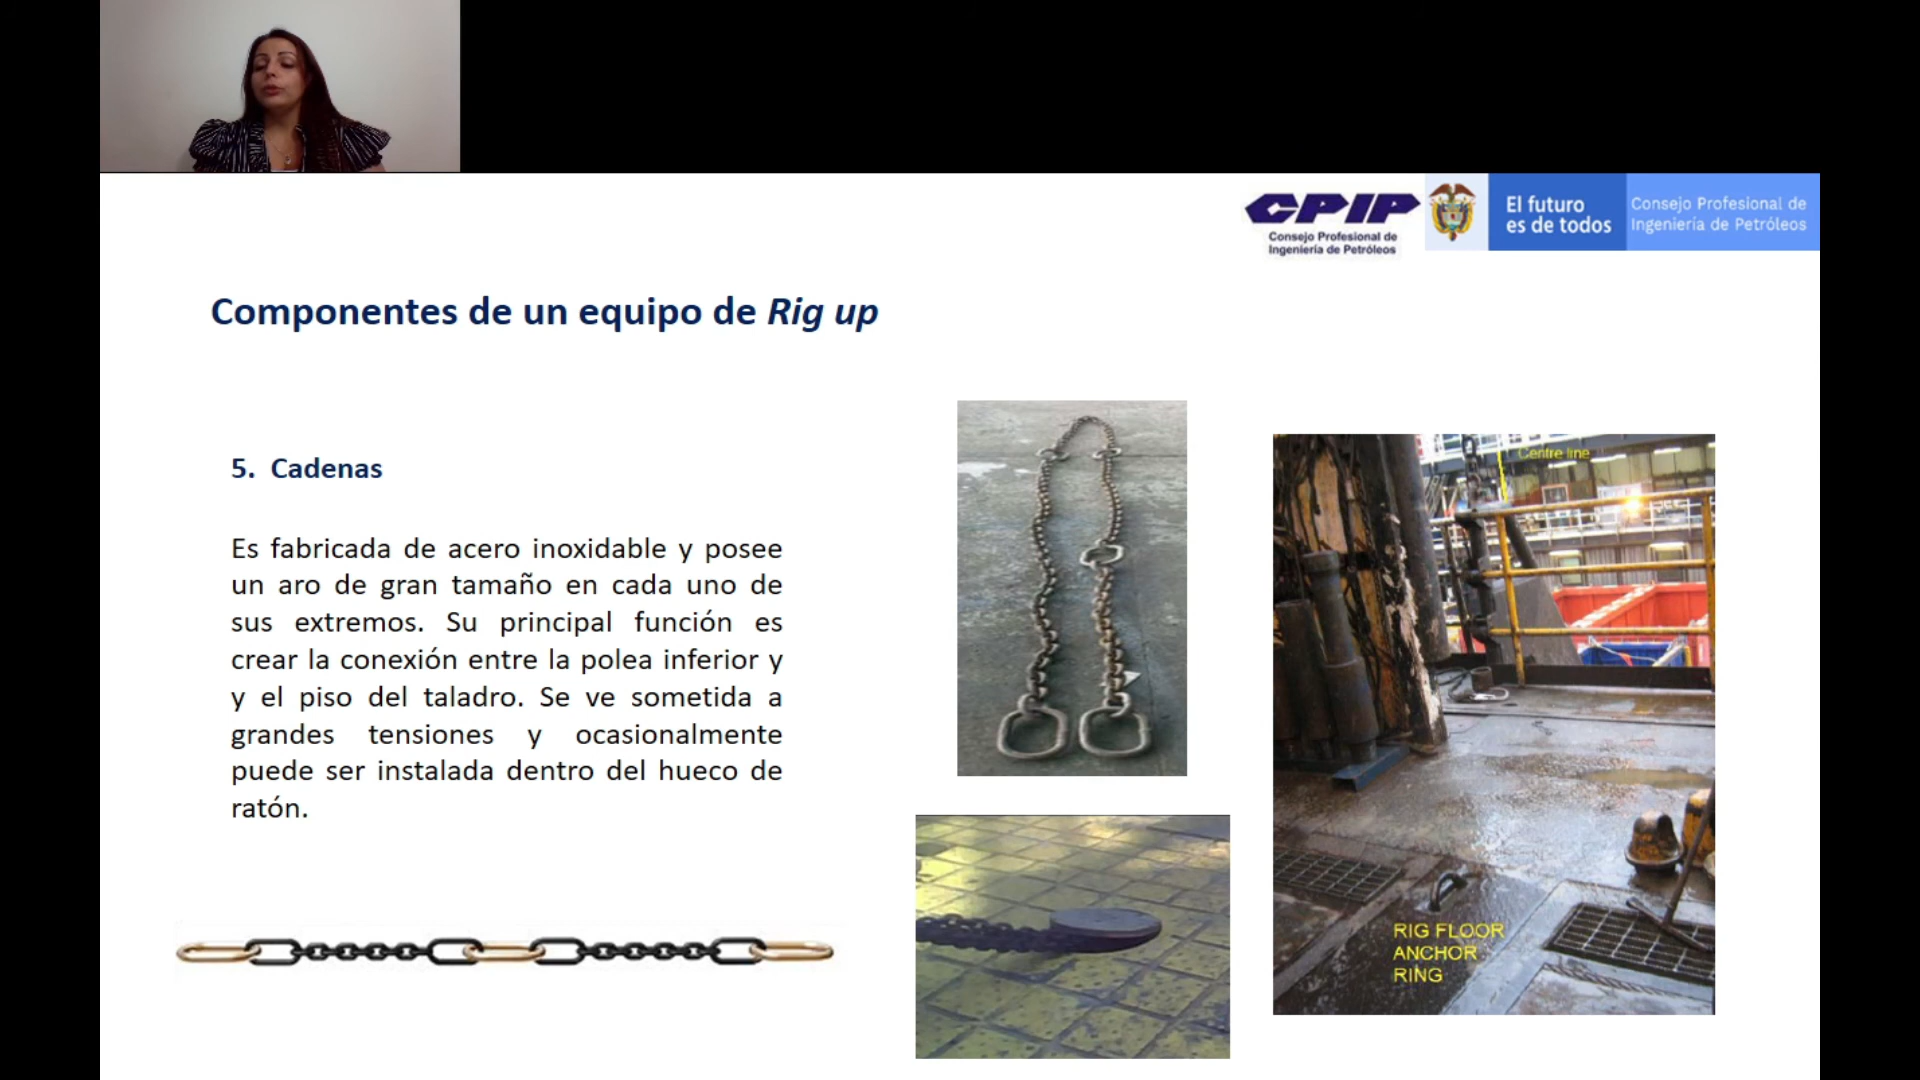 CPIP
Consejo Profesional de
Ingeniería de Petróleos
El futuro
es de todos
Consejo Profesional de
Ingeniería de Petróleos
Componentes de un equipo de Rig up
5. Cadenas
Es fabricada de acero inoxidable y posee
un aro de gran tamaño en cada uno de
sus extremos. Su principal función es
crear la conexión entre la polea inferior y
y el piso del taladro. Se ve sometida a
grandes tensiones y ocasionalmente
puede ser instalada dentro del hueco de
ratón.
Centre line
RIG FLOOR
ANCHOR
RING